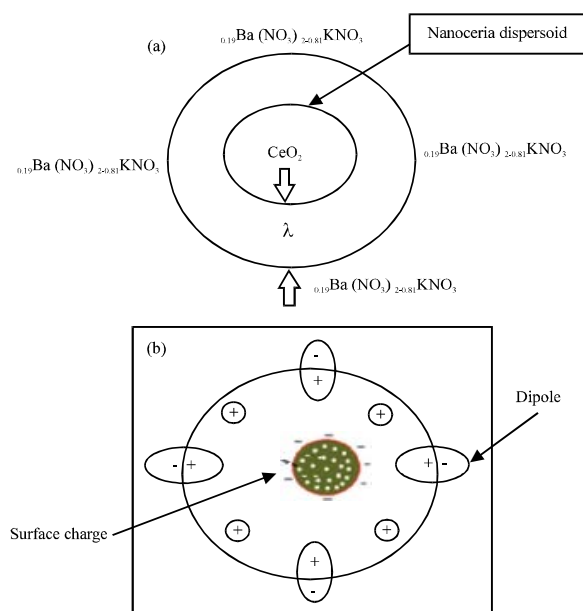 (a)
₀.₁₉Ba (NO₃) ₂₋₀.₈₁KNO₃
Nanoceria dispersoid
₀.₁₉Ba (NO₃) ₂₋₀.₈₁KNO₃
CeO₂
₀.₁₉Ba (NO₃) ₂₋₀.₈₁KNO₃
λ
₀.₁₉Ba (NO₃) ₂₋₀.₈₁KNO₃
(b)
-
+
Dipole
+ +
- + + -
Surface charge
+ +
+
-